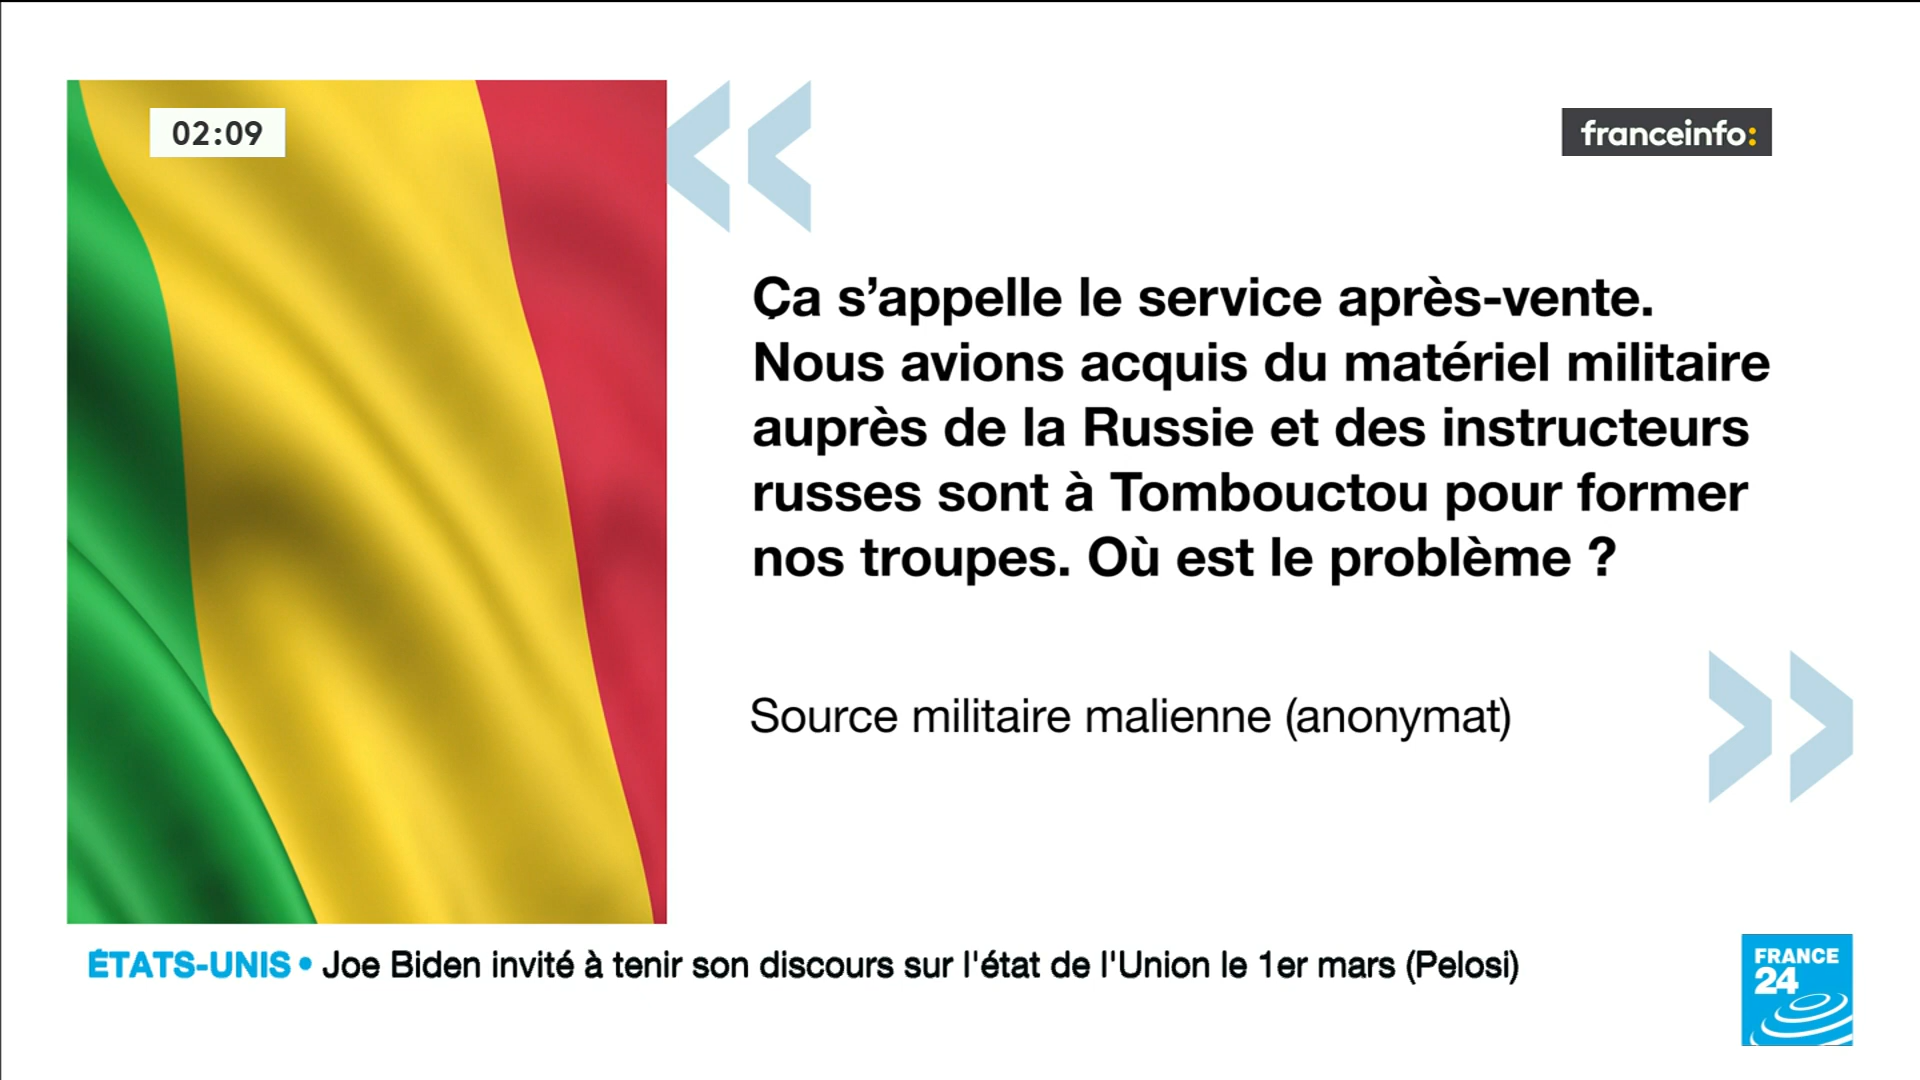 02:09
franceinfo:
Ça s’appelle le service après-vente.
Nous avions acquis du matériel militaire
auprès de la Russie et des instructeurs
russes sont à Tombouctou pour former
nos troupes. Où est le problème ?
Source militaire malienne (anonymat)
ÉTATS-UNIS • Joe Biden invité à tenir son discours sur l'état de l'Union le 1er mars (Pelosi)
FRANCE
24